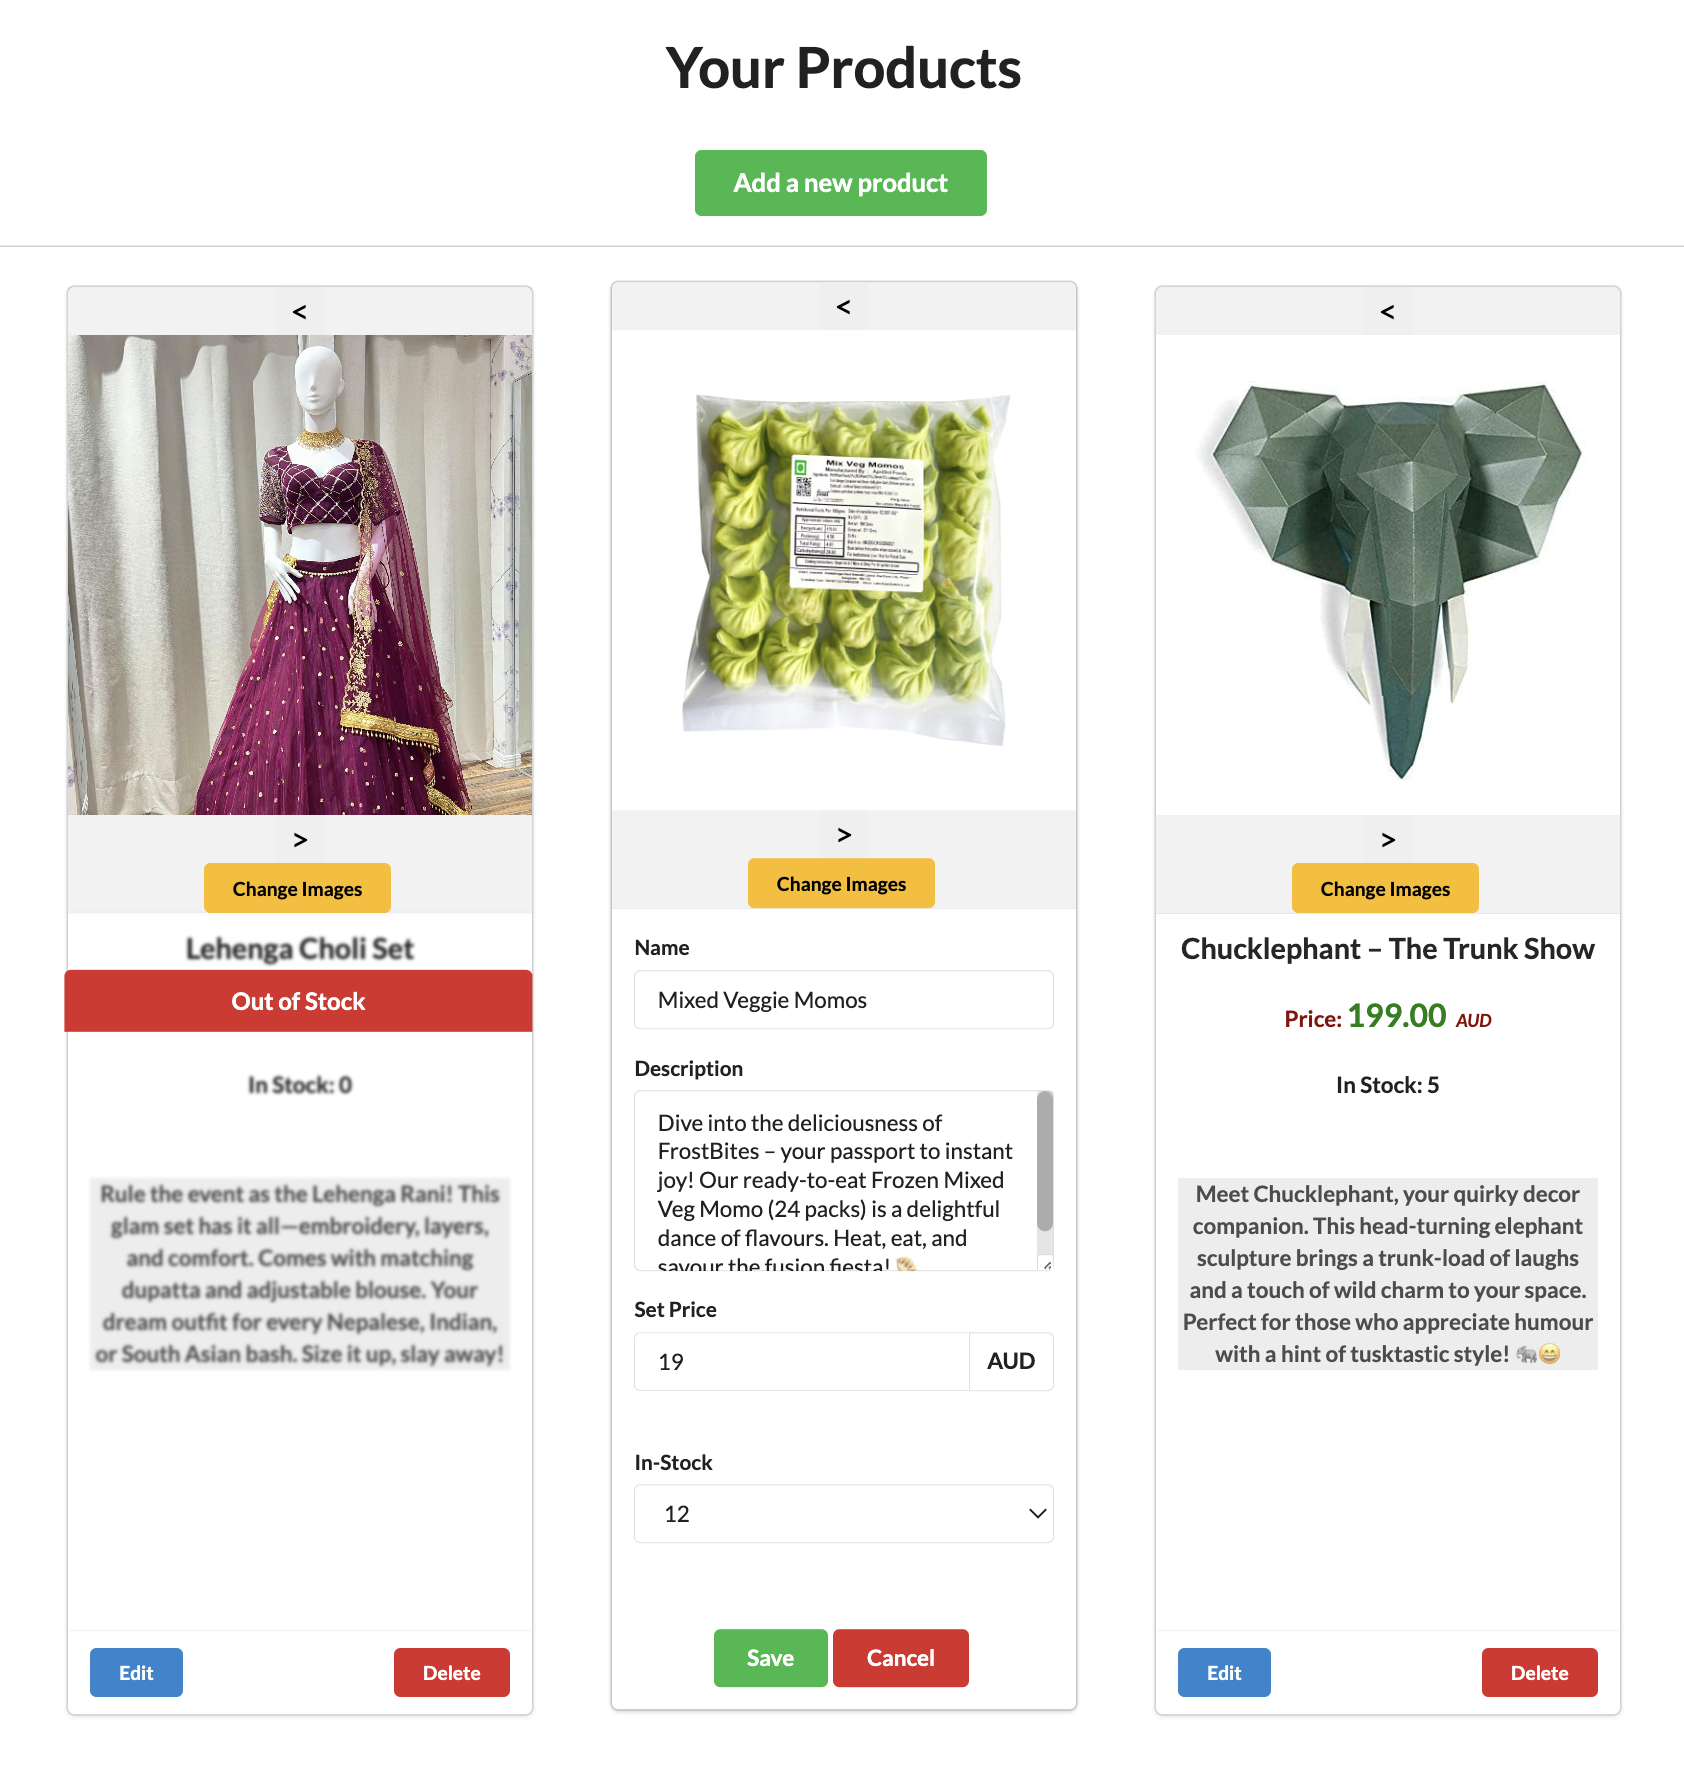 Your Products
Add a new product
<
>
Change Images
Lehenga Choli Set
Out of Stock
In Stock: 0
Rule the event as the Lehenga Rani! This
glam set has it all—embroidery, layers,
and comfort. Comes with matching
dupatta and adjustable blouse. Your
dream outfit for every Nepalese, Indian,
or South Asian bash. Size it up, slay away!
Edit
Delete
<
Mix Veg Momos
>
Change Images
Name
Mixed Veggie Momos
Description
Dive into the deliciousness of
FrostBites – your passport to instant
joy! Our ready-to-eat Frozen Mixed
Veg Momo (24 packs) is a delightful
dance of flavours. Heat, eat, and
savour the fusion fiesta! 🥟
Set Price
19
AUD
In-Stock
12
Save
Cancel
<
>
Change Images
Chucklephant – The Trunk Show
Price: 199.00 AUD
In Stock: 5
Meet Chucklephant, your quirky decor
companion. This head-turning elephant
sculpture brings a trunk-load of laughs
and a touch of wild charm to your space.
Perfect for those who appreciate humour
with a hint of tusktastic style! 🐘😄
Edit
Delete